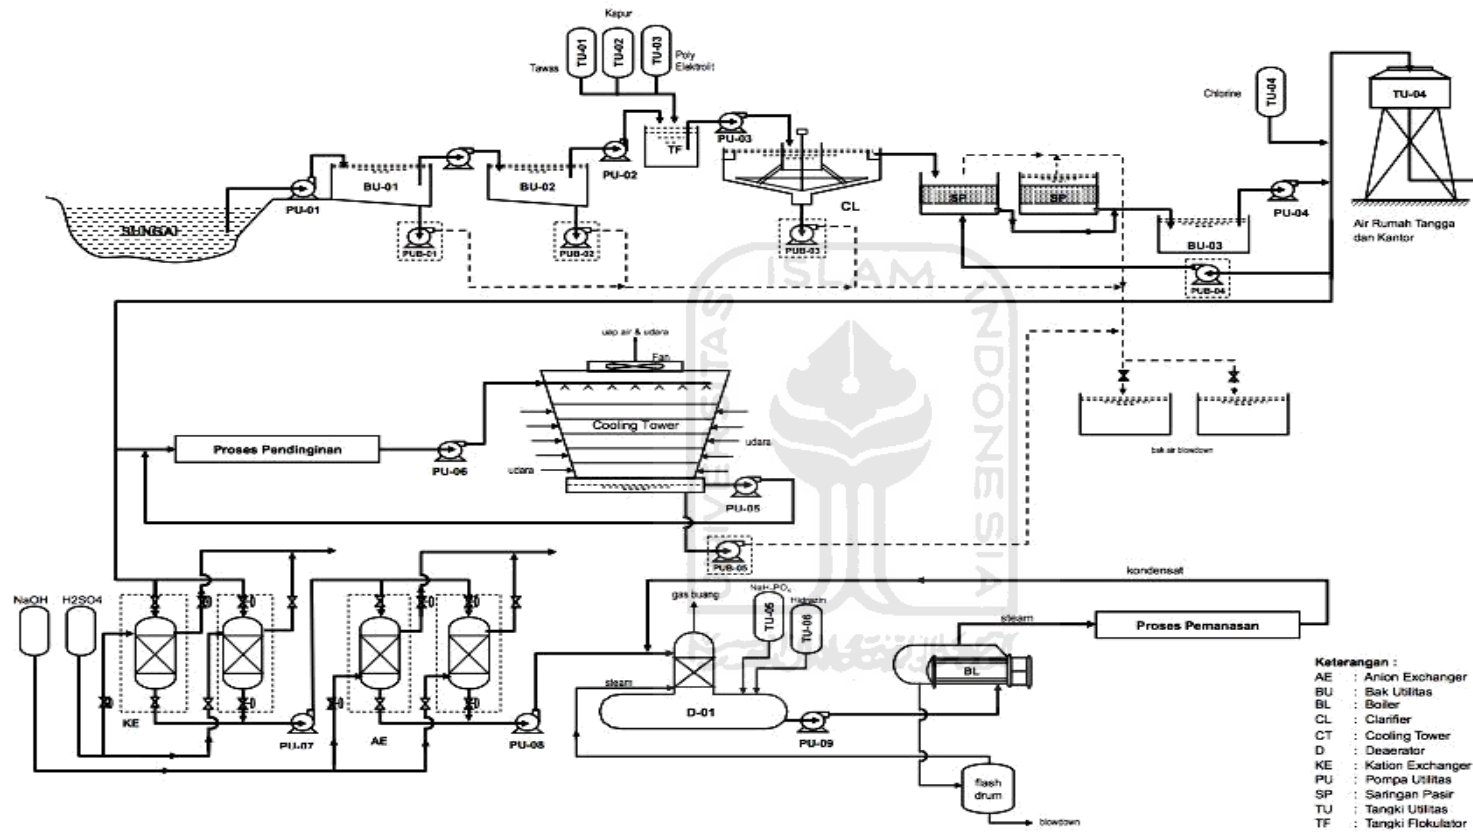 Kapur
TU-01
TU-02
TU-03
Tawas
Poly
Elektrolit
Chlorine
TU-04
TU-04
PU-01
BU-01
BU-02
PU-02
TF
PU-03
CL
SP
SP
BU-03
PU-04
Air Rumah Tangga
dan Kantor
SUNGAI
PUB-01
PUB-02
PUB-03
PUB-04
UNIVERSITAS
ISLAM
INDONESIA
uap air & udara
Fan
Cooling Tower
udara
udara
Proses Pendinginan
PU-06
PU-05
PUB-05
bak air blowdown
NaOH
H2SO4
KE
PU-07
AE
PU-08
gas buang
NaH2PO4
TU-05
Hidrazin
TU-06
steam
D-01
PU-09
BL
steam
kondensat
Proses Pemanasan
flash
drum
blowdown
Keterangan :
AE : Anion Exchanger
BU : Bak Utilitas
BL : Boiler
CL : Clarifier
CT : Cooling Tower
D : Deaerator
KE : Kation Exchanger
PU : Pompa Utilitas
SP : Saringan Pasir
TU : Tangki Utilitas
TF : Tangki Flokulator